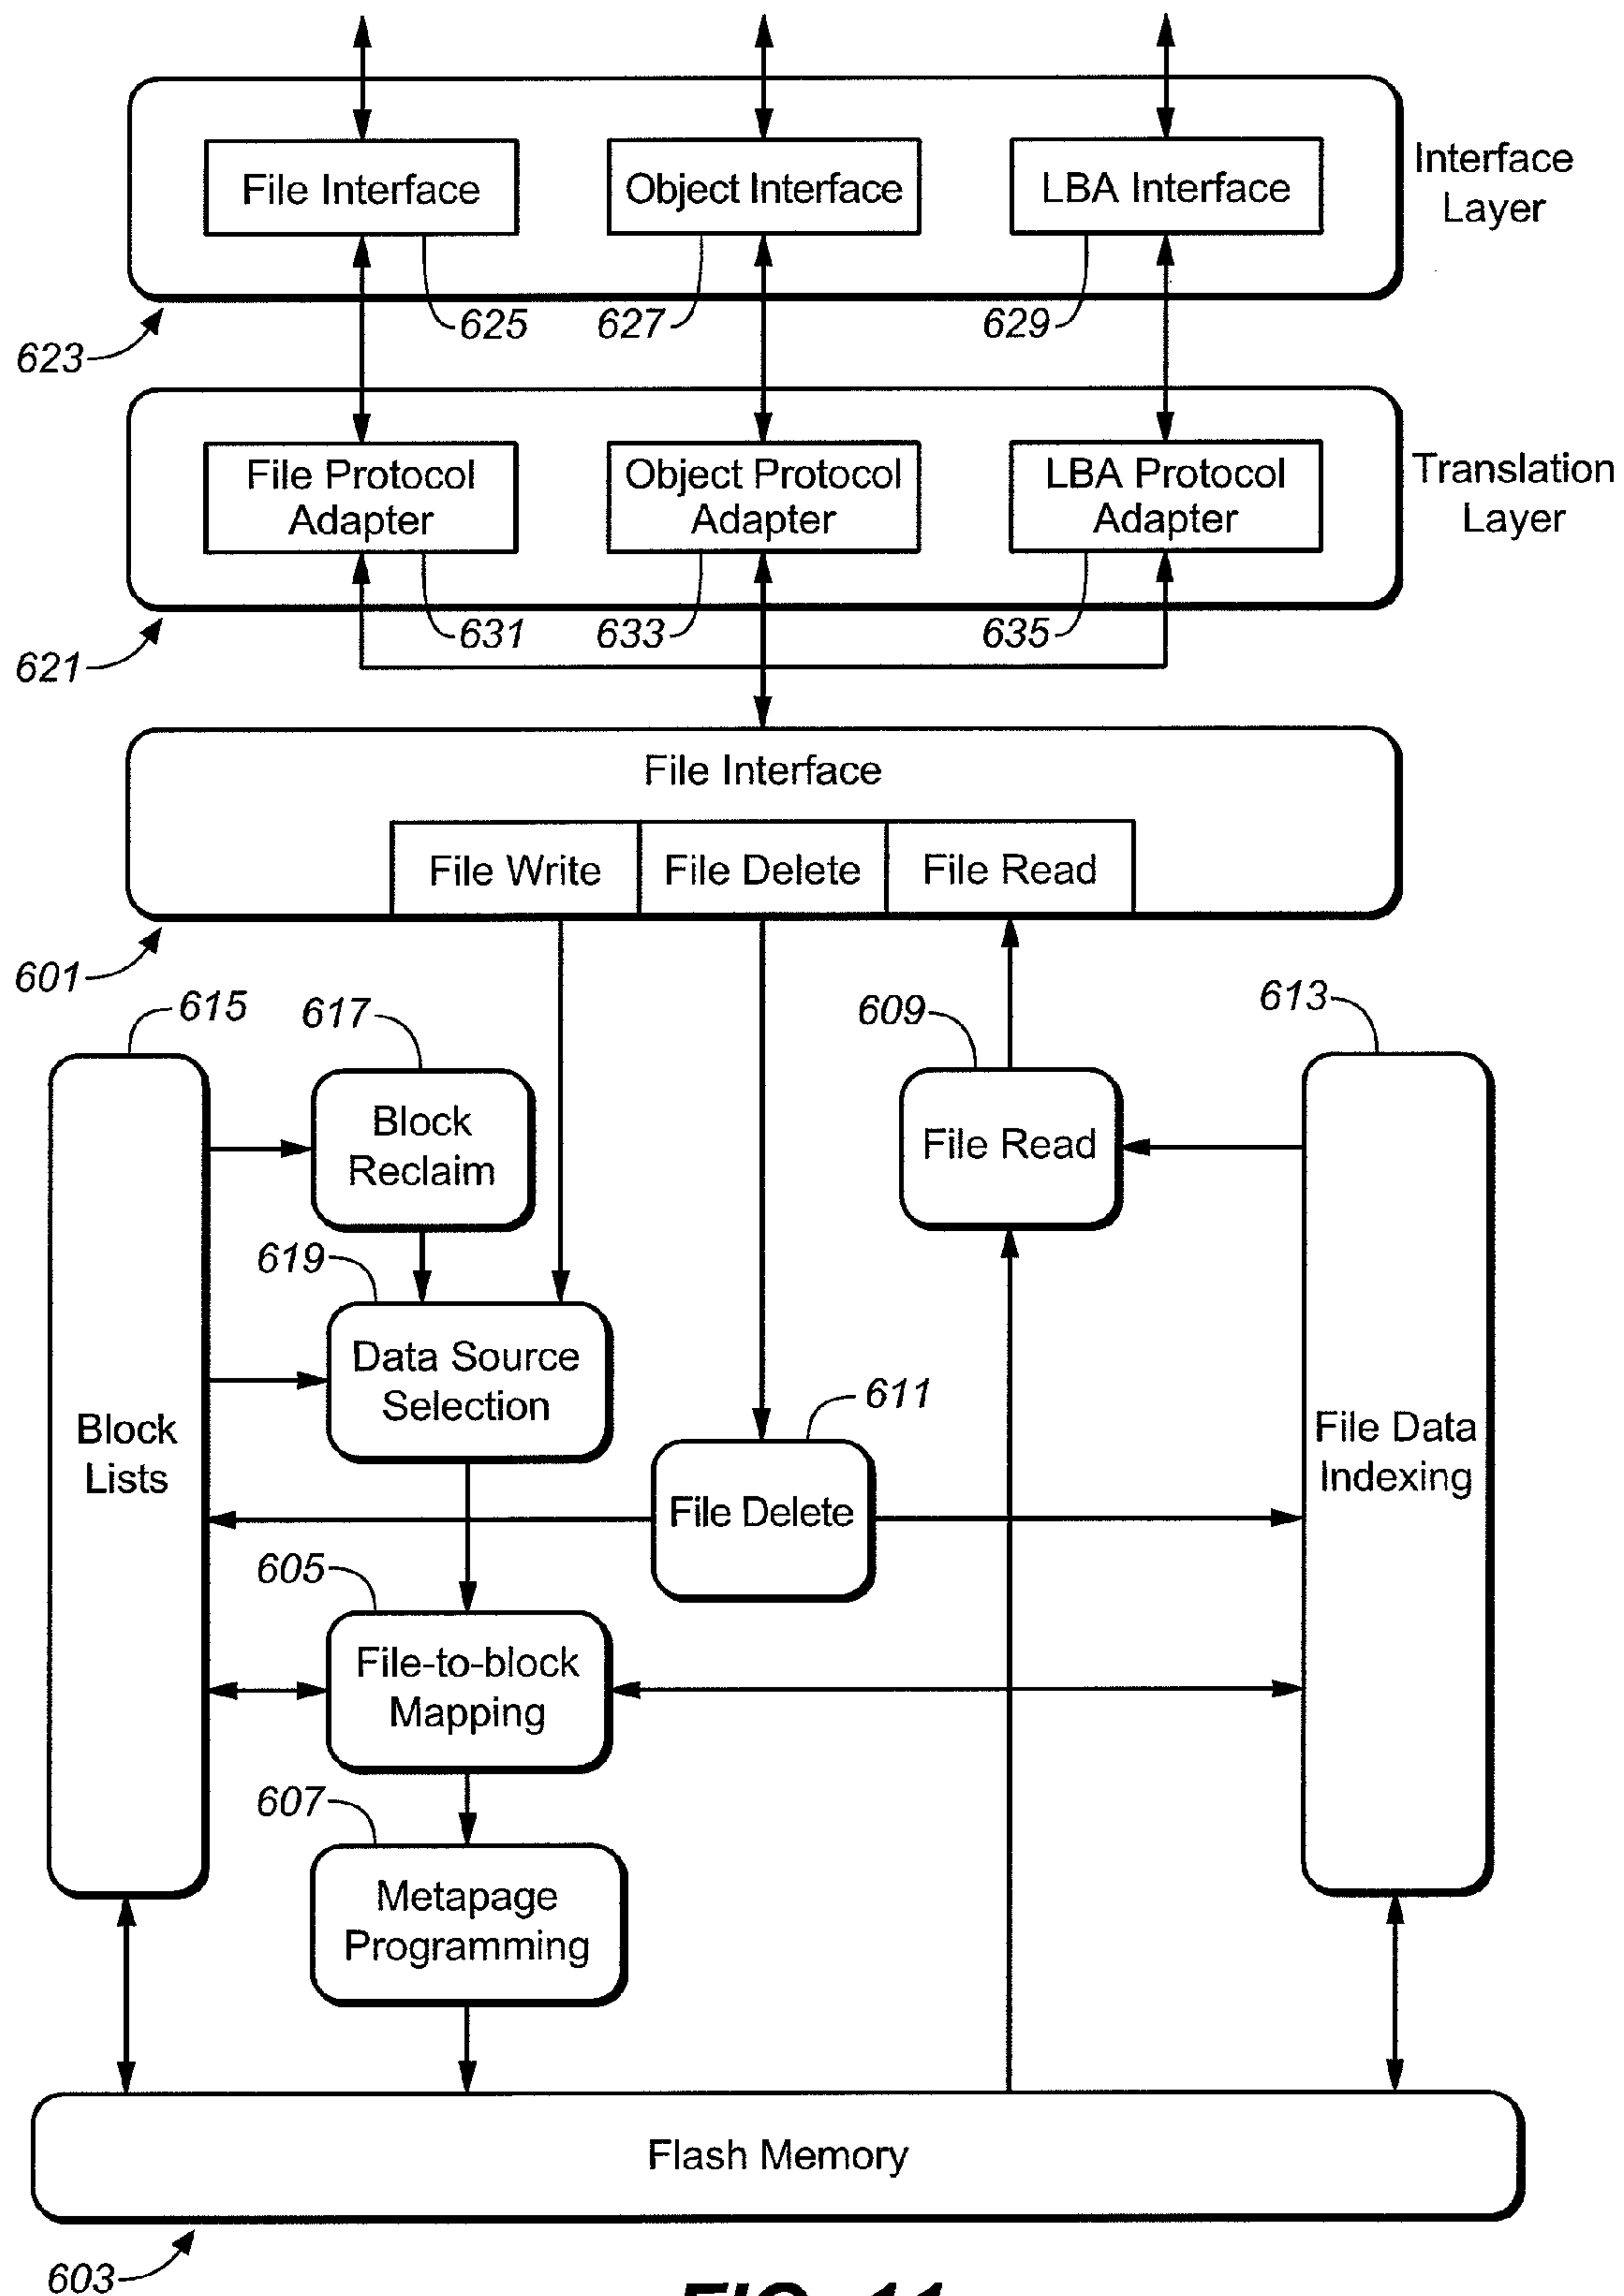 File Interface
Object Interface
LBA Interface
Interface
Layer
625
627
629
623
File Protocol
Adapter
Object Protocol
Adapter
LBA Protocol
Adapter
Translation
Layer
631
633
635
621
File Interface
File Write
File Delete
File Read
601
615
617
609
613
Block
Reclaim
File Read
619
Data Source
Selection
611
Block
Lists
File Data
Indexing
File Delete
605
File-to-block
Mapping
607
Metapage
Programming
Flash Memory
603
FIG. 11